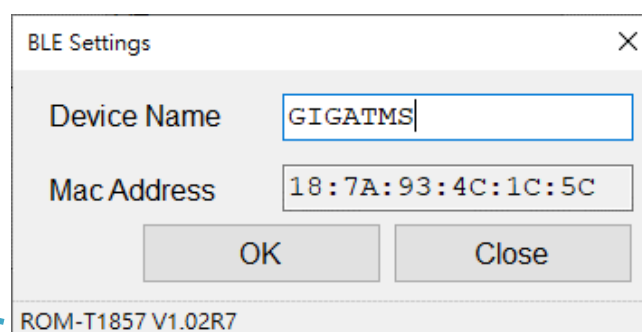 BLE Settings
Device Name GIGATMS
Mac Address 18:7A:93:4C:1C:5C
OK Close
ROM-T1857 V1.02R7